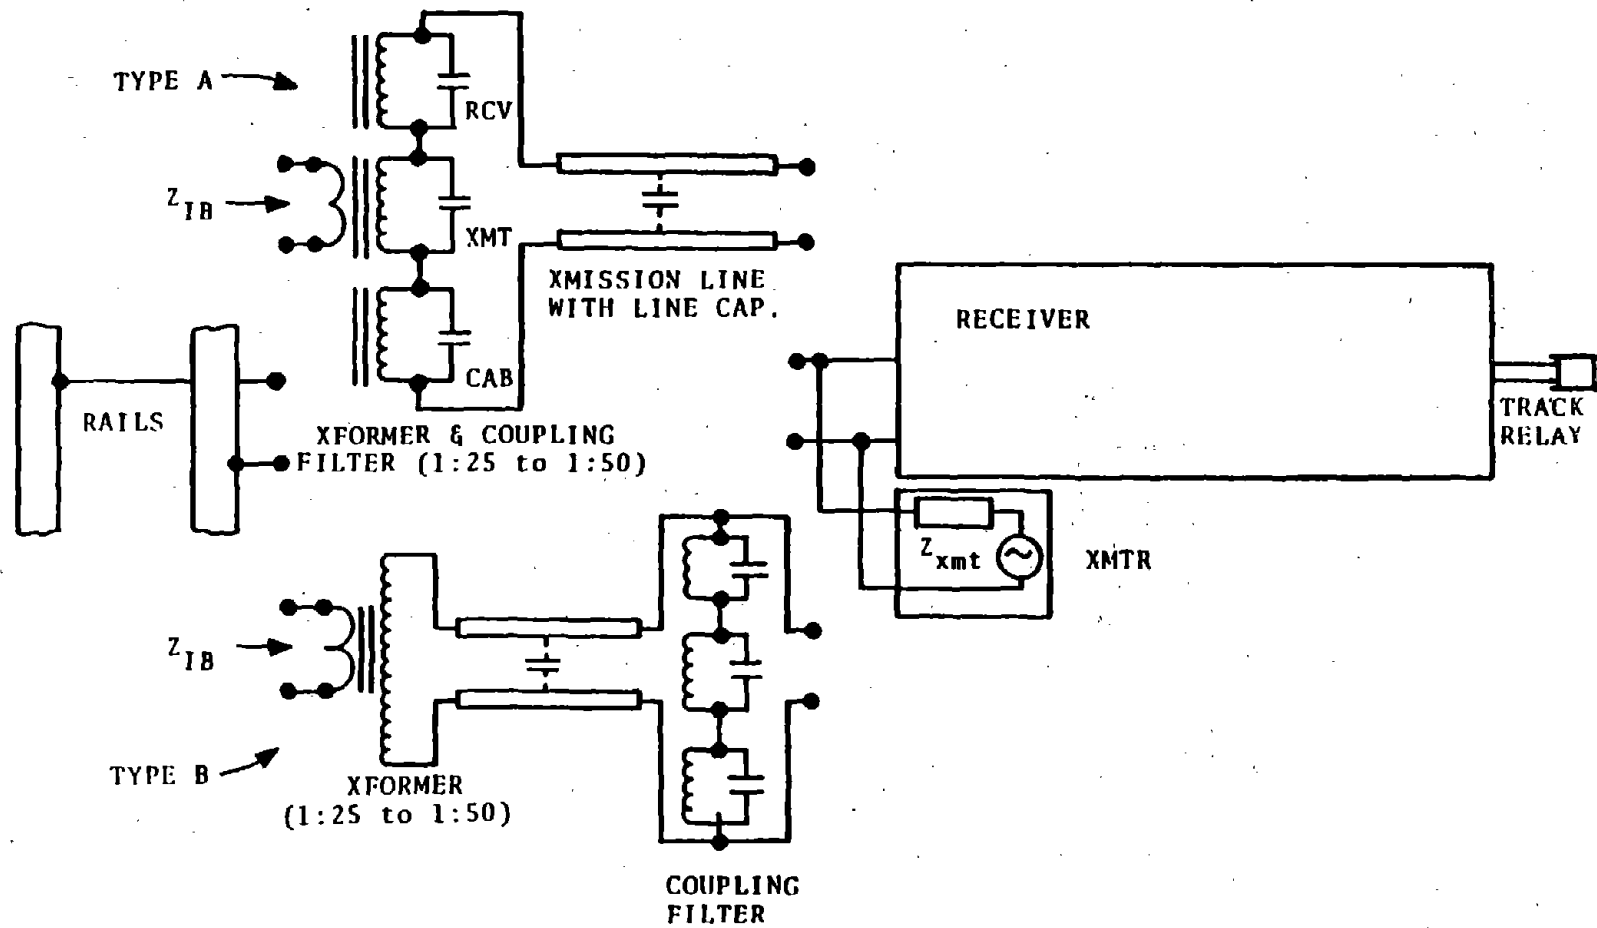 TYPE A
RCV
Z IB
XMT
XMISSION LINE
WITH LINE CAP.
CAB
RECEIVER
RAILS
XFORMER & COUPLING
FILTER (1:25 to 1:50)
TRACK
RELAY
Z xmt
XMTR
Z IB
TYPE B
XFORMER
(1:25 to 1:50)
COUPLING
FILTER